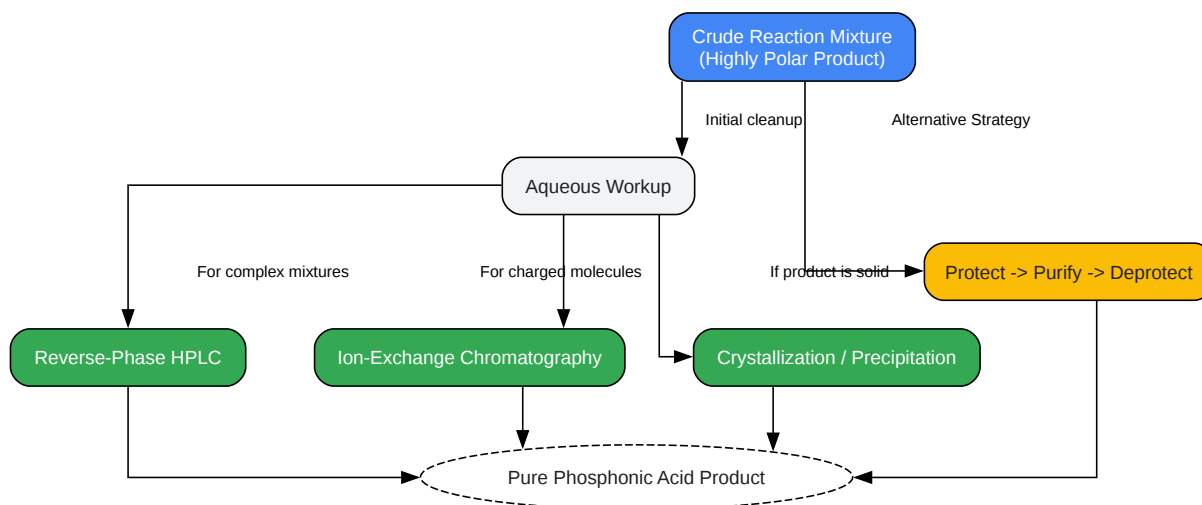 Crude Reaction Mixture
(Highly Polar Product)
Initial cleanup
Alternative Strategy
Aqueous Workup
For complex mixtures
For charged molecules
If product is solid
Protect -> Purify -> Deprotect
Reverse-Phase HPLC
Ion-Exchange Chromatography
Crystallization / Precipitation
Pure Phosphonic Acid Product